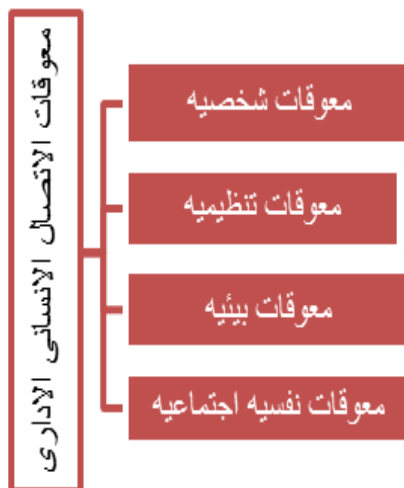 معوقات الاتصال الانسانى الادارى
معوقات شخصيه
معوقات تنظيميه
معوقات بيئيه
معوقات نفسيه اجتماعيه